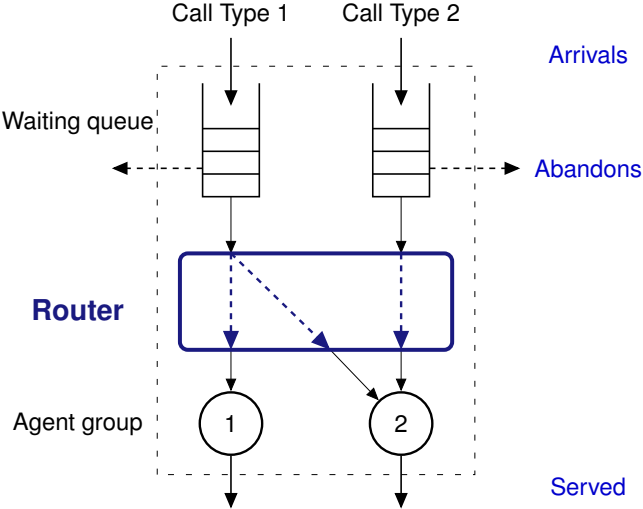 Call Type 1
Call Type 2
Arrivals
Waiting queue
Abandons
Router
Agent group
1
2
Served